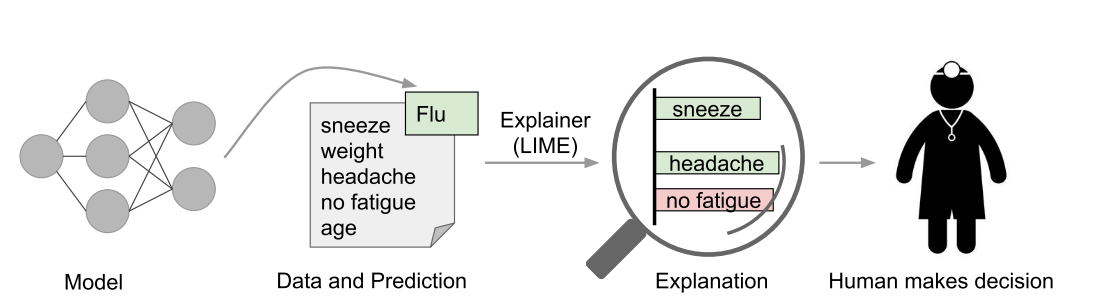 Flu
sneeze
weight
headache
no fatigue
age
Explainer
(LIME)
sneeze
headache
no fatigue
Model
Data and Prediction
Explanation
Human makes decision